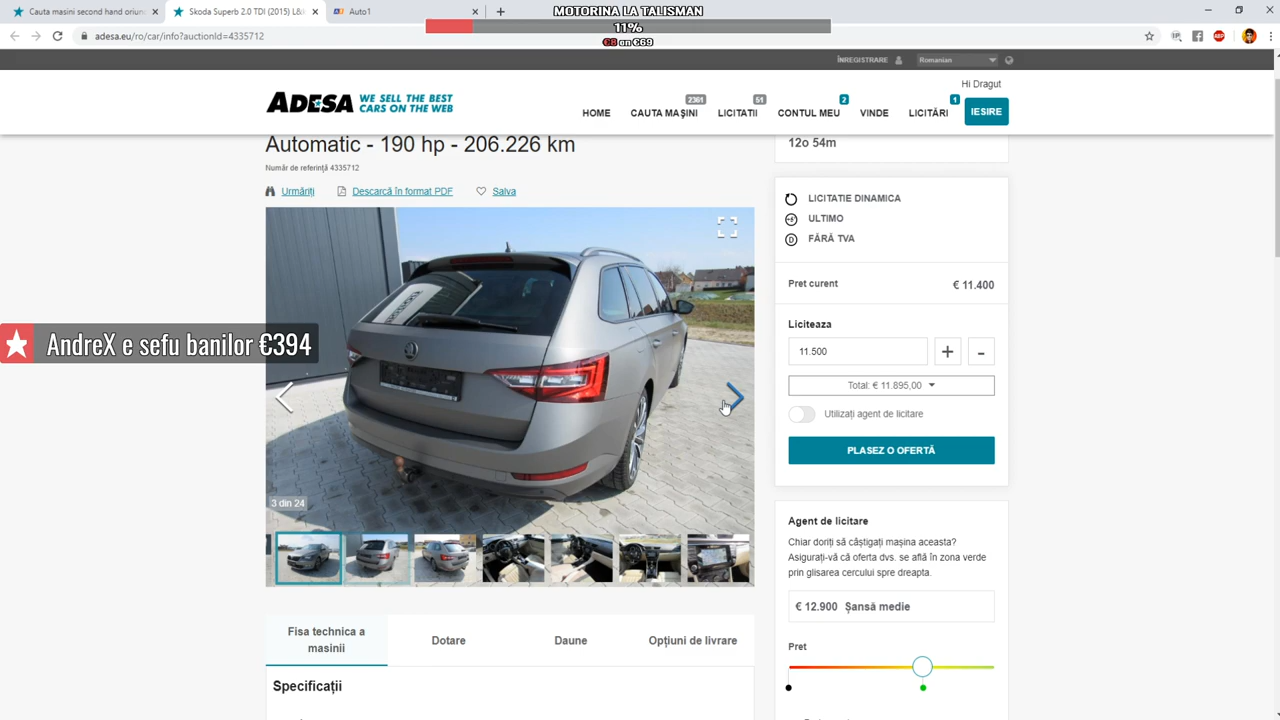 Cauta masini second hand oriun
Skoda Superb 2.0 TDI (2015) L&
Auto1
MOTORINA LA TALISMAN
11%
€8 an €69
adesa.eu/ro/car/info?auctionId=4335712
ÎNREGISTRARE
Romanian
Hi Dragut
ADESA WE SELL THE BEST
CARS ON THE WEB
HOME
CAUTA MAȘINI
2361
LICITATII
51
CONTUL MEU
2
VINDE
LICITĂRI
1
IESIRE
Automatic - 190 hp - 206.226 km
Număr de referință 4335712
Urmăriți
Descarcă în format PDF
Salva
12o 54m
LICITATIE DINAMICA
ULTIMO
FĂRĂ TVA
Pret curent
€ 11.400
Liciteaza
11.500
+
-
Total: € 11.895,00
Utilizați agent de licitare
PLASEZ O OFERTĂ
AndreX e sefu banilor €394
3 din 24
Agent de licitare
Chiar doriți să câștigați mașina aceasta?
Asigurați-vă că oferta dvs. se află în zona verde
prin glisarea cercului spre dreapta.
€ 12.900 Șansă medie
Pret
Fisa technica a
masinii
Dotare
Daune
Opțiuni de livrare
Specificații